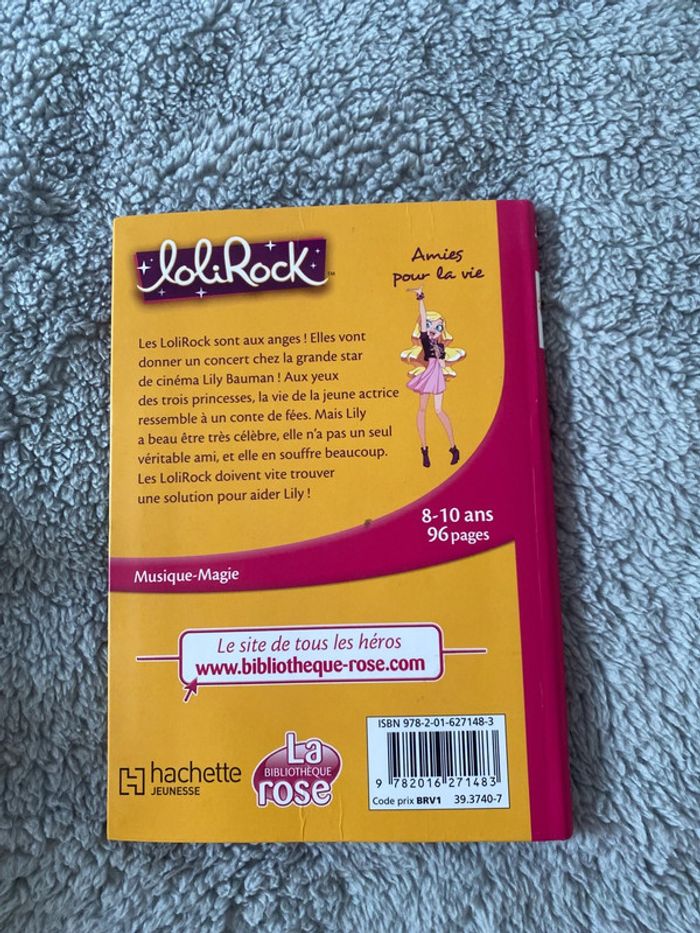 LoliRock™
Amies
pour la vie
Les LoliRock sont aux anges ! Elles vont
donner un concert chez la grande star
de cinéma Lily Bauman ! Aux yeux
des trois princesses, la vie de la jeune actrice
ressemble à un conte de fées. Mais Lily
a beau être très célèbre, elle n'a pas un seul
véritable ami, et elle en souffre beaucoup.
Les LoliRock doivent vite trouver
une solution pour aider Lily !
8-10 ans
96 pages
Musique-Magie
Le site de tous les héros
www.bibliotheque-rose.com
hachette
JEUNESSE
La
BIBLIOTHÈQUE
rose
ISBN 978-2-01-627148-3
9 782016 271483
Code prix BRV1 39.3740-7